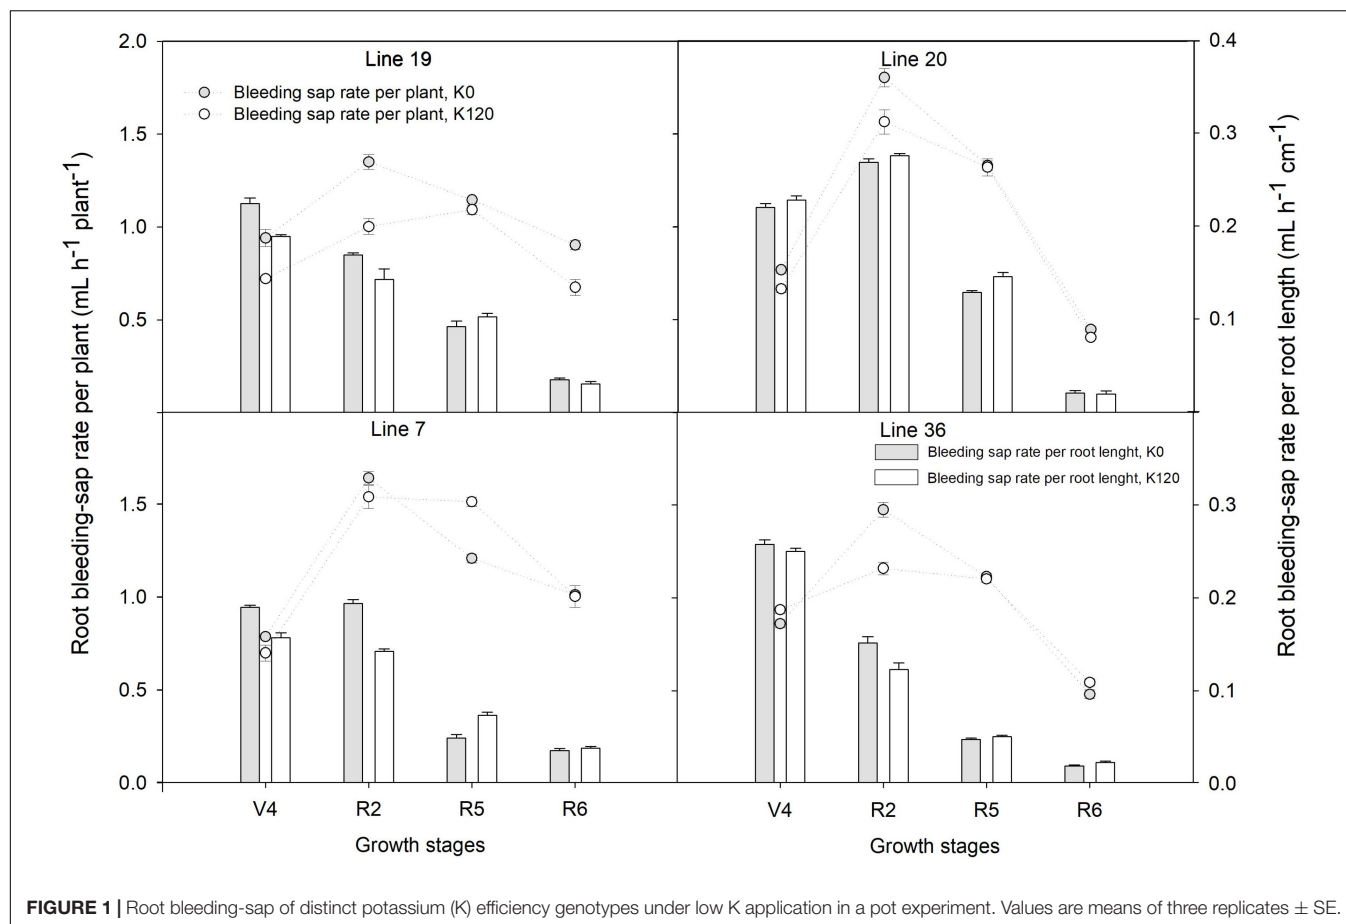 Root bleeding-sap rate per plant (mL h⁻¹ plant⁻¹)
2.0
1.5
1.0
0.5
Line 19
Bleeding sap rate per plant, K0
Bleeding sap rate per plant, K120
Line 20
0.4
0.3
0.2
0.1
Root bleeding-sap rate per root length (mL h⁻¹ cm⁻¹)
1.5
1.0
0.5
0.0
Line 7
Line 36
Bleeding sap rate per root lenght, K0
Bleeding sap rate per root lenght, K120
0.3
0.2
0.1
0.0
V4 R2 R5 R6
V4 R2 R5 R6
Growth stages
Growth stages
FIGURE 1 | Root bleeding-sap of distinct potassium (K) efficiency genotypes under low K application in a pot experiment. Values are means of three replicates ± SE.